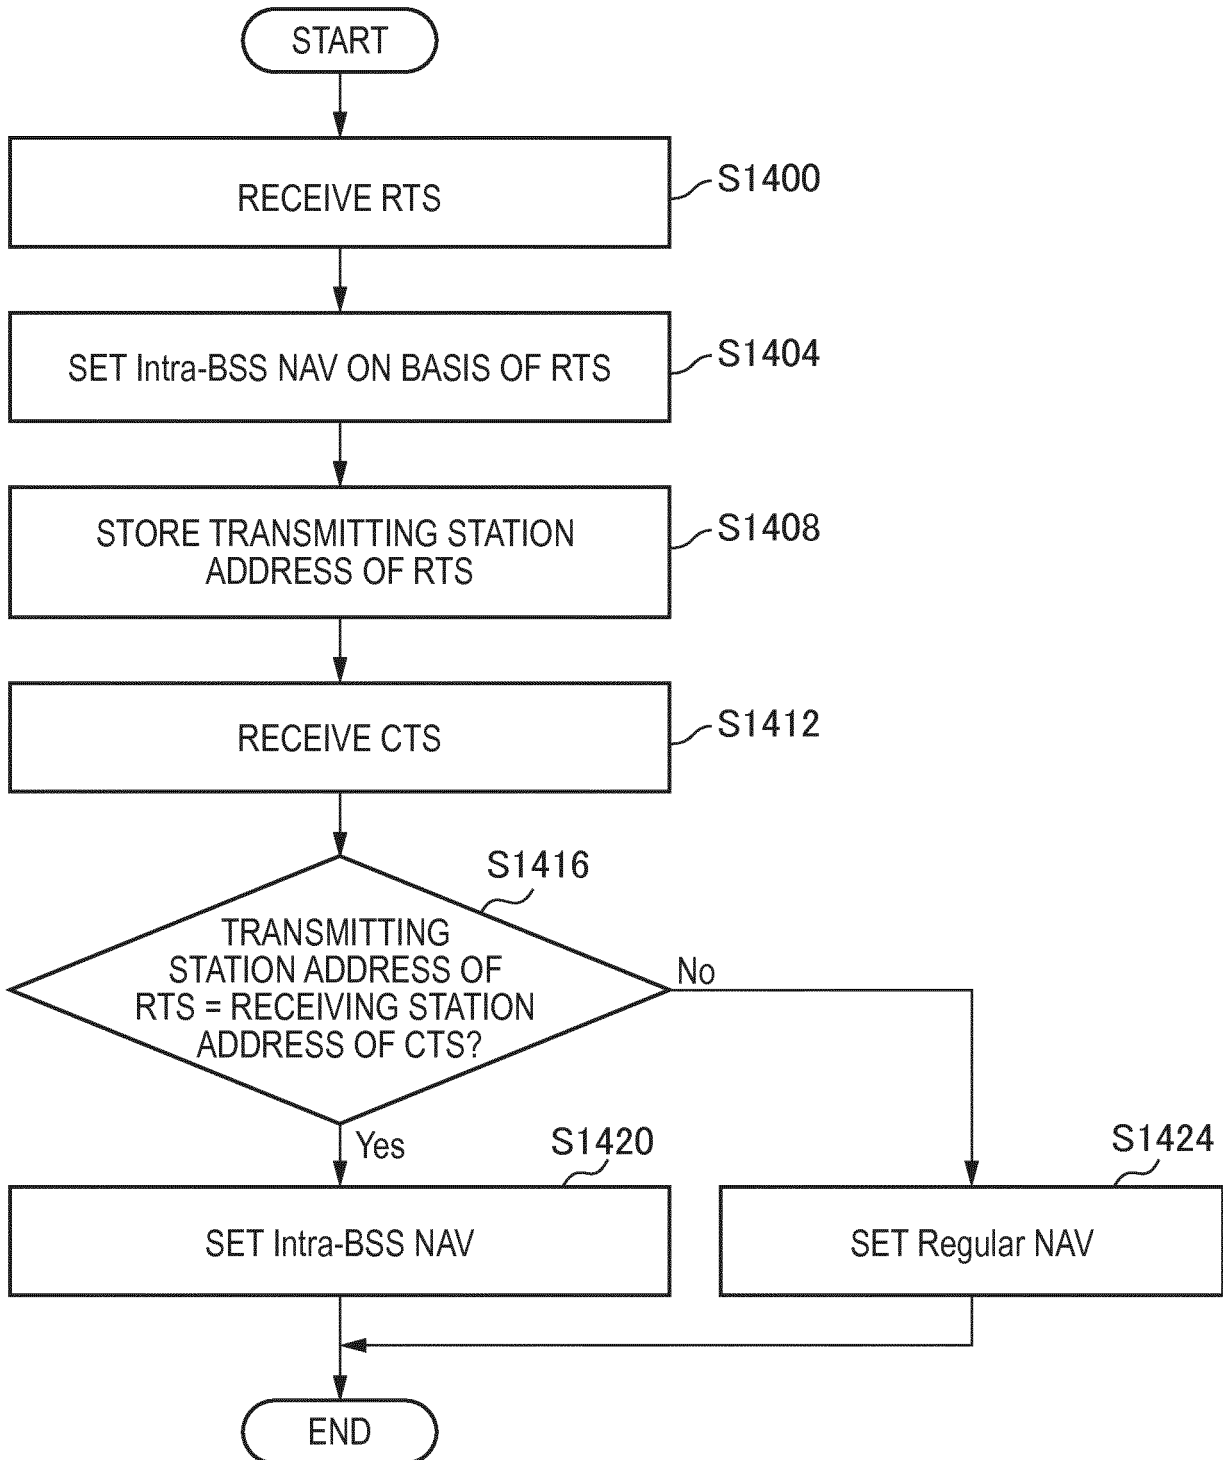 START
RECEIVE RTS
S1400
SET Intra-BSS NAV ON BASIS OF RTS
S1404
STORE TRANSMITTING STATION
ADDRESS OF RTS
S1408
RECEIVE CTS
S1412
S1416
TRANSMITTING
STATION ADDRESS OF
RTS = RECEIVING STATION
ADDRESS OF CTS?
No
Yes
S1420
SET Intra-BSS NAV
S1424
SET Regular NAV
END